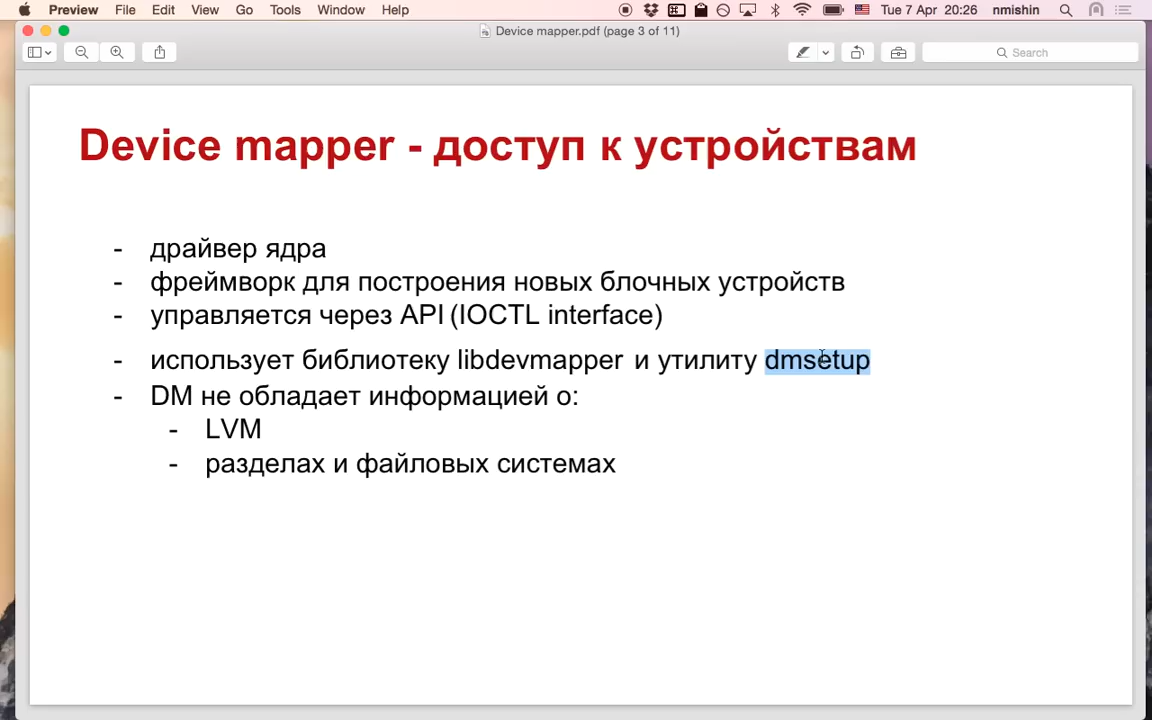 Preview File Edit View Go Tools Window Help Tue 7 Apr 20:26 nmishin
Device mapper.pdf (page 3 of 11)
Search
Device mapper - доступ к устройствам
- драйвер ядра
- фреймворк для построения новых блочных устройств
- управляется через API (IOCTL interface)
- использует библиотеку libdevmapper и утилиту dmsetup
- DM не обладает информацией о:
- LVM
- разделах и файловых системах